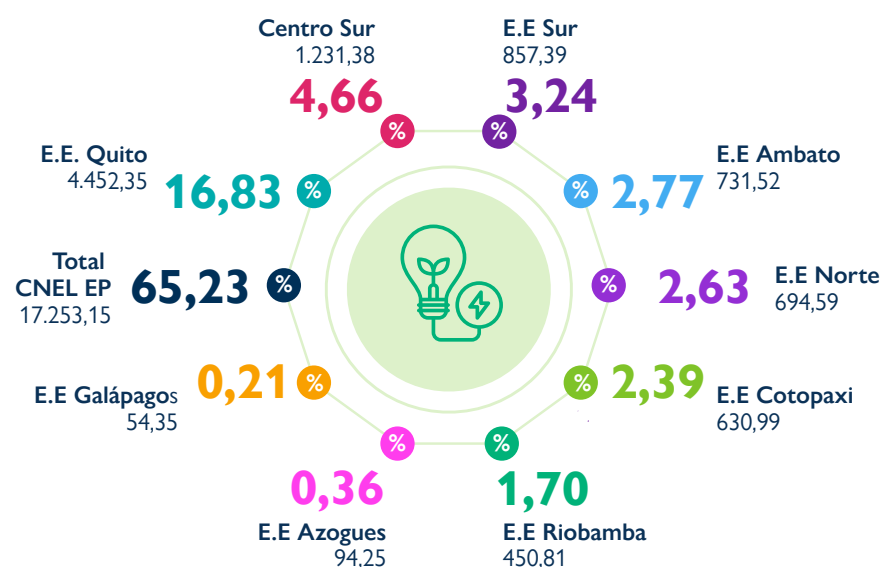 Centro Sur
1.231,38
4,66
%
E.E Sur
857,39
3,24
%
E.E. Quito
4.452,35
16,83
%
E.E Ambato
731,52
2,77
%
Total
CNEL EP
17.253,15
65,23
%
E.E Norte
694,59
2,63
%
E.E Galápagos
54,35
0,21
%
E.E Cotopaxi
630,99
2,39
%
E.E Azogues
94,25
0,36
%
E.E Riobamba
450,81
1,70
%